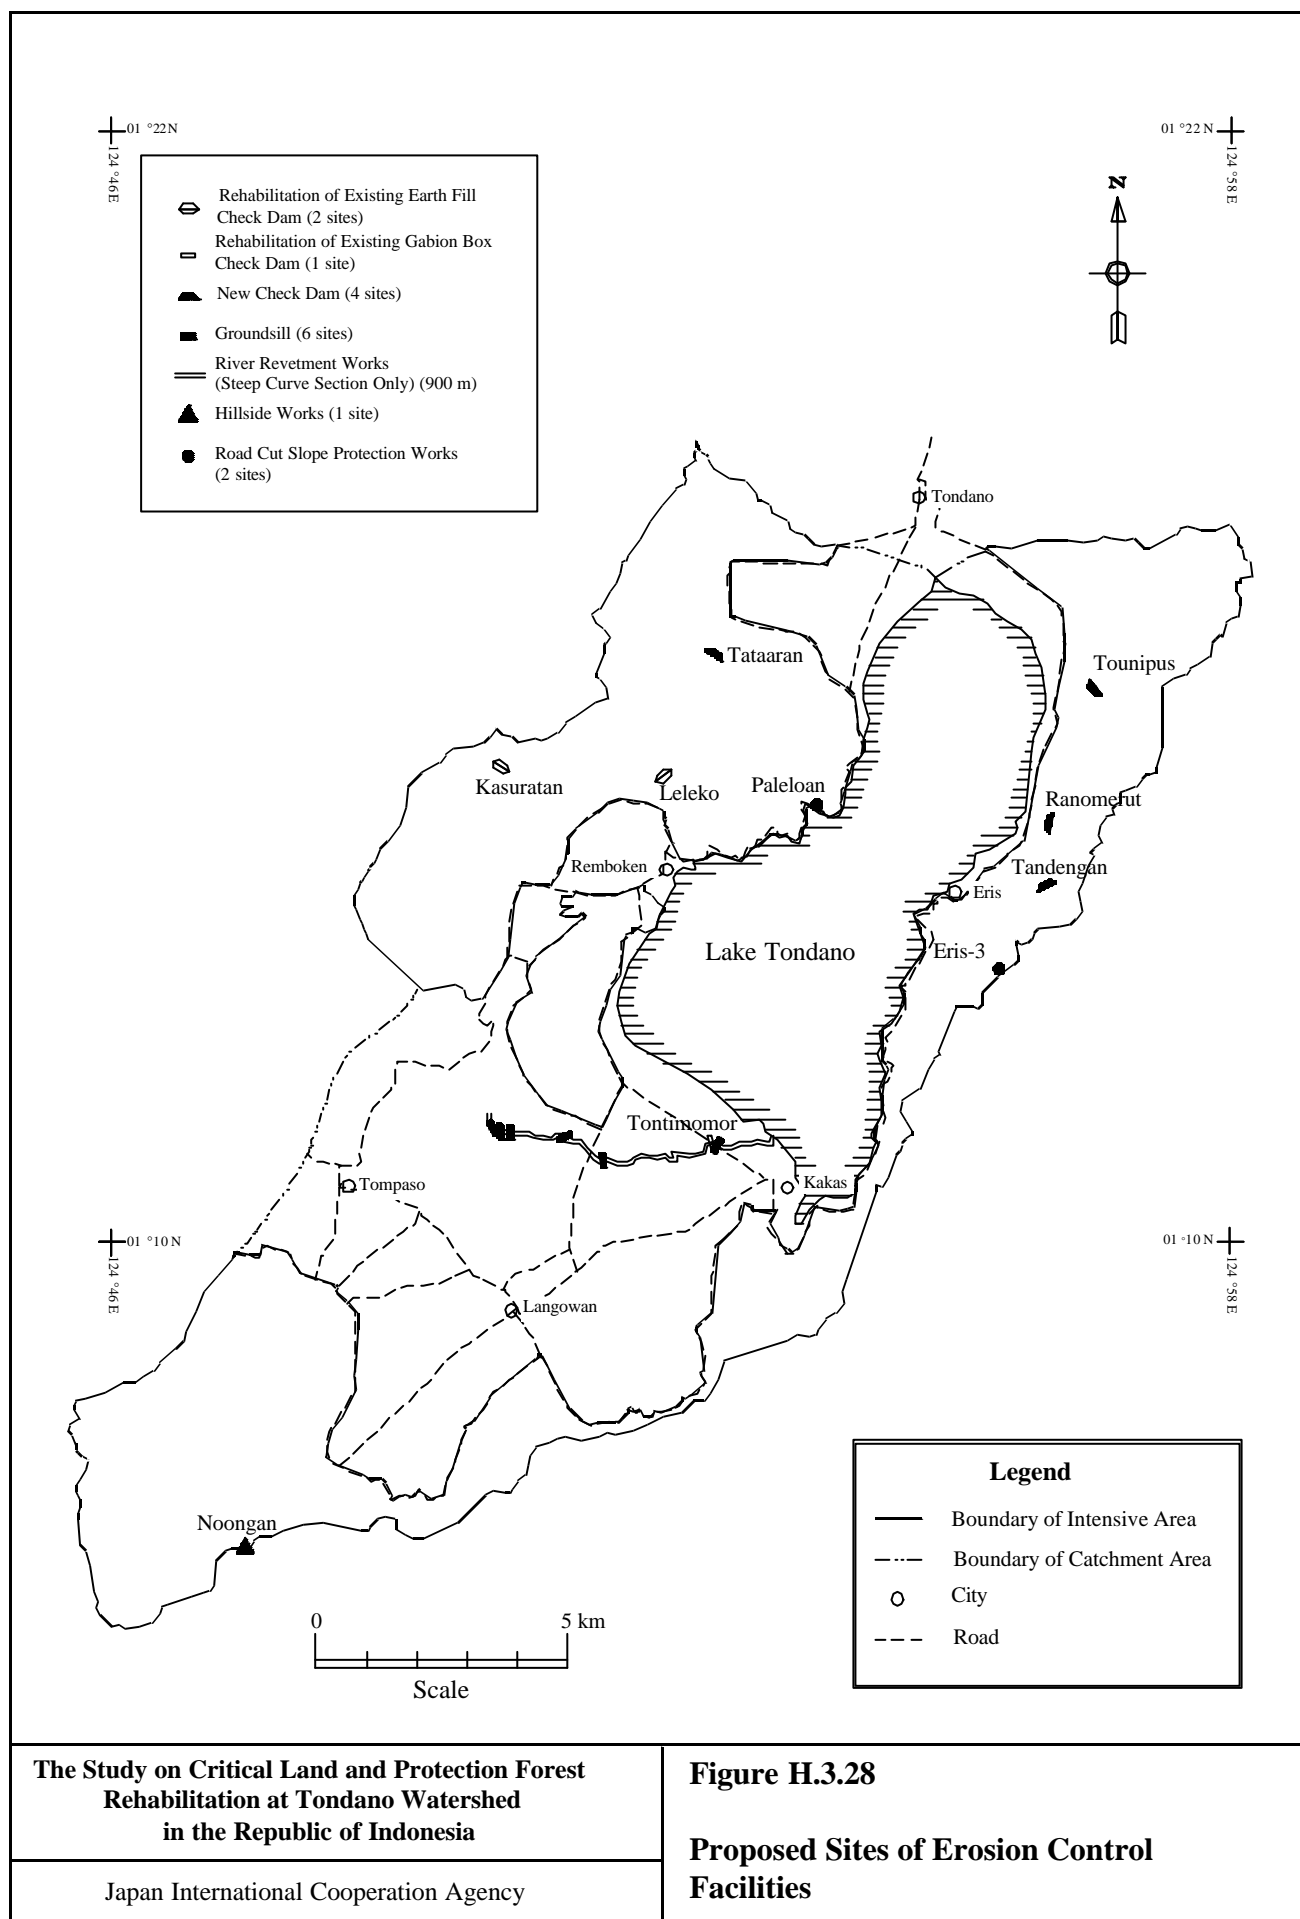 01 °22N
124 °46E
01 °22 N
124 °58 E
Rehabilitation of Existing Earth Fill
Check Dam (2 sites)
Rehabilitation of Existing Gabion Box
Check Dam (1 site)
New Check Dam (4 sites)
Groundsill (6 sites)
River Revetment Works
(Steep Curve Section Only) (900 m)
Hillside Works (1 site)
Road Cut Slope Protection Works
(2 sites)
N
Tondano
Tataaran
Tounipus
Kasuratan
Leleko
Paleloan
Ranomerut
Remboken
Tandengan
Eris
Lake Tondano
Eris-3
Tontimomor
Tompaso
Kakas
01 °10 N
124 °46 E
01 °10 N
124 °58 E
Langowan
Noongan
0
5 km
Scale
Legend
Boundary of Intensive Area
Boundary of Catchment Area
City
Road
The Study on Critical Land and Protection Forest
Rehabilitation at Tondano Watershed
in the Republic of Indonesia
Japan International Cooperation Agency
Figure H.3.28
Proposed Sites of Erosion Control
Facilities